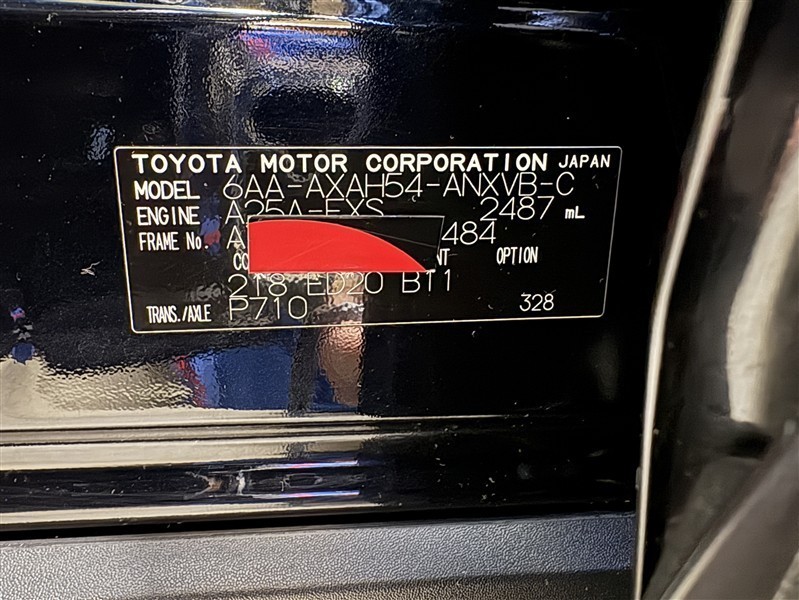 TOYOTA MOTOR CORPORATION JAPAN
MODEL 6AA-AXAH54-ANXVB-C
ENGINE A25A-FXS 2487 mL
FRAME No. A 484
OPTION
218 ED20 B11
TRANS./AXLE P710 328